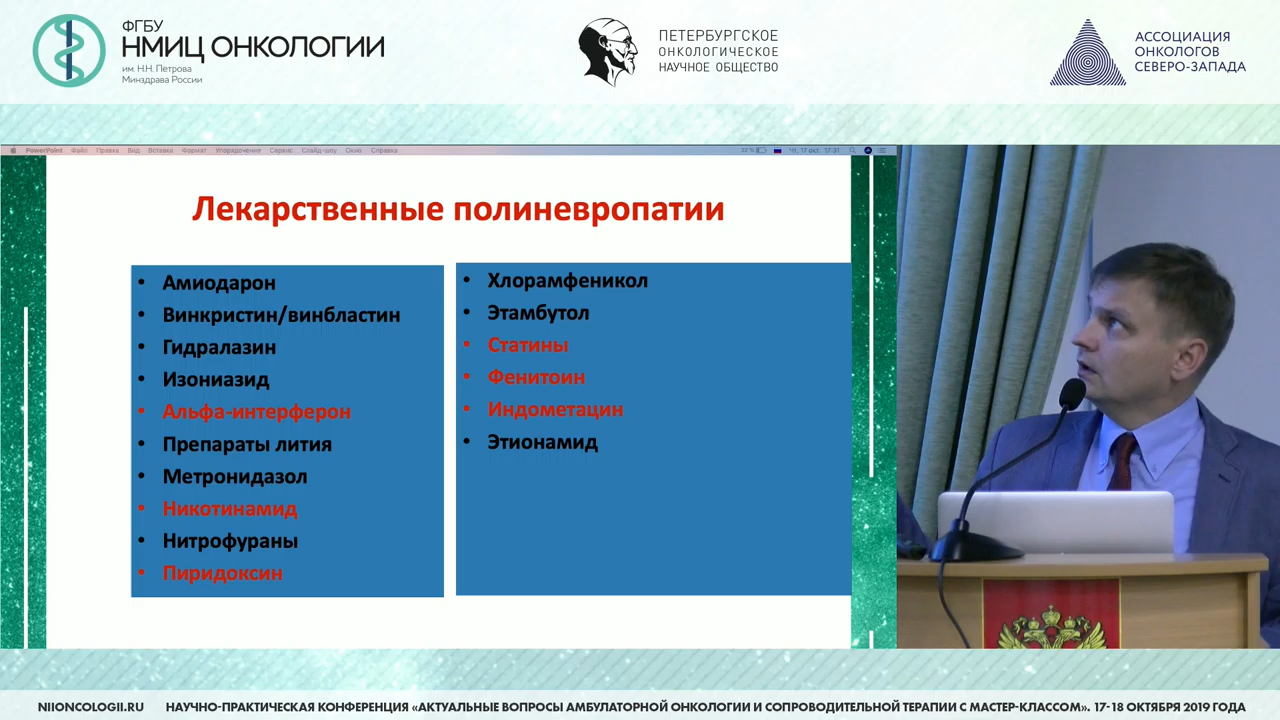 ФГБУ
НМИЦ ОНКОЛОГИИ
им. Н.Н. Петрова
Минздрава России
ПЕТЕРБУРГСКОЕ
ОНКОЛОГИЧЕСКОЕ
НАУЧНОЕ ОБЩЕСТВО
АССОЦИАЦИЯ
ОНКОЛОГОВ
СЕВЕРО-ЗАПАДА
PowerPoint Файл Правка Вид Вставка Формат Упорядочение Сервис Слайд-шоу Окно Справка
Чт, 17 окт. 17:31
Лекарственные полиневропатии
• Амиодарон
• Винкристин/винбластин
• Гидралазин
• Изониазид
• Альфа-интерферон
• Препараты лития
• Метронидазол
• Никотинамид
• Нитрофураны
• Пиридоксин
• Хлорамфеникол
• Этамбутол
• Статины
• Фенитоин
• Индометацин
• Этионамид
NIIONCOLOGII.RU НАУЧНО-ПРАКТИЧЕСКАЯ КОНФЕРЕНЦИЯ «АКТУАЛЬНЫЕ ВОПРОСЫ АМБУЛАТОРНОЙ ОНКОЛОГИИ И СОПРОВОДИТЕЛЬНОЙ ТЕРАПИИ С МАСТЕР-КЛАССОМ». 17-18 ОКТЯБРЯ 2019 ГОДА